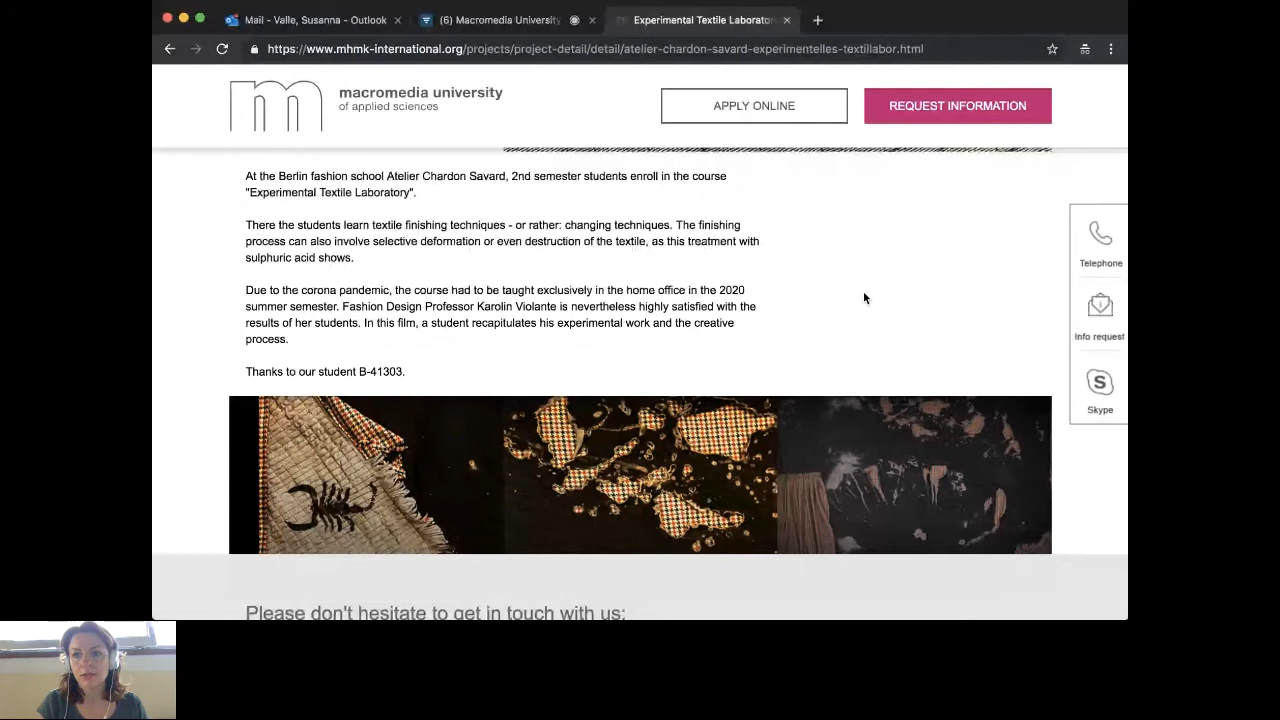 Mail - Valle, Susanna - Outlook
(6) Macromedia University
Experimental Textile Laborator
https://www.mhmk-international.org/projects/project-detail/detail/atelier-chardon-savard-experimentelles-textillabor.html
macromedia university
of applied sciences
APPLY ONLINE
REQUEST INFORMATION
At the Berlin fashion school Atelier Chardon Savard, 2nd semester students enroll in the course
"Experimental Textile Laboratory".
There the students learn textile finishing techniques - or rather: changing techniques. The finishing
process can also involve selective deformation or even destruction of the textile, as this treatment with
sulphuric acid shows.
Due to the corona pandemic, the course had to be taught exclusively in the home office in the 2020
summer semester. Fashion Design Professor Karolin Violante is nevertheless highly satisfied with the
results of her students. In this film, a student recapitulates his experimental work and the creative
process.
Thanks to our student B-41303.
Telephone
Info request
Skype
Please don't hesitate to get in touch with us: